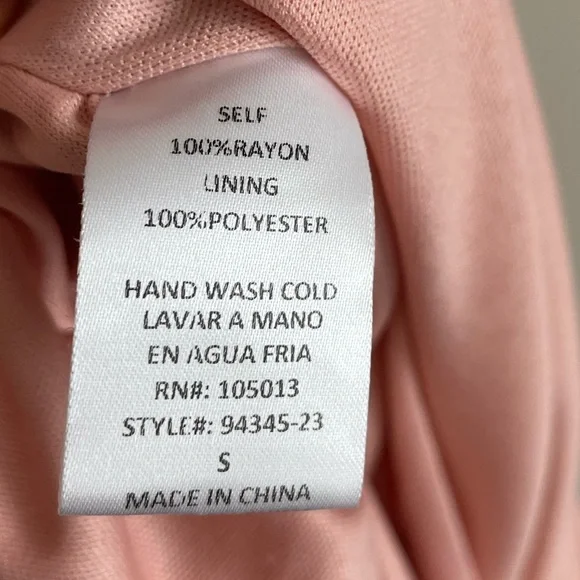 SELF
100%RAYON
LINING
100%POLYESTER
HAND WASH COLD
LAVAR A MANO
EN AGUA FRIA
RN#: 105013
STYLE#: 94345-23
S
MADE IN CHINA